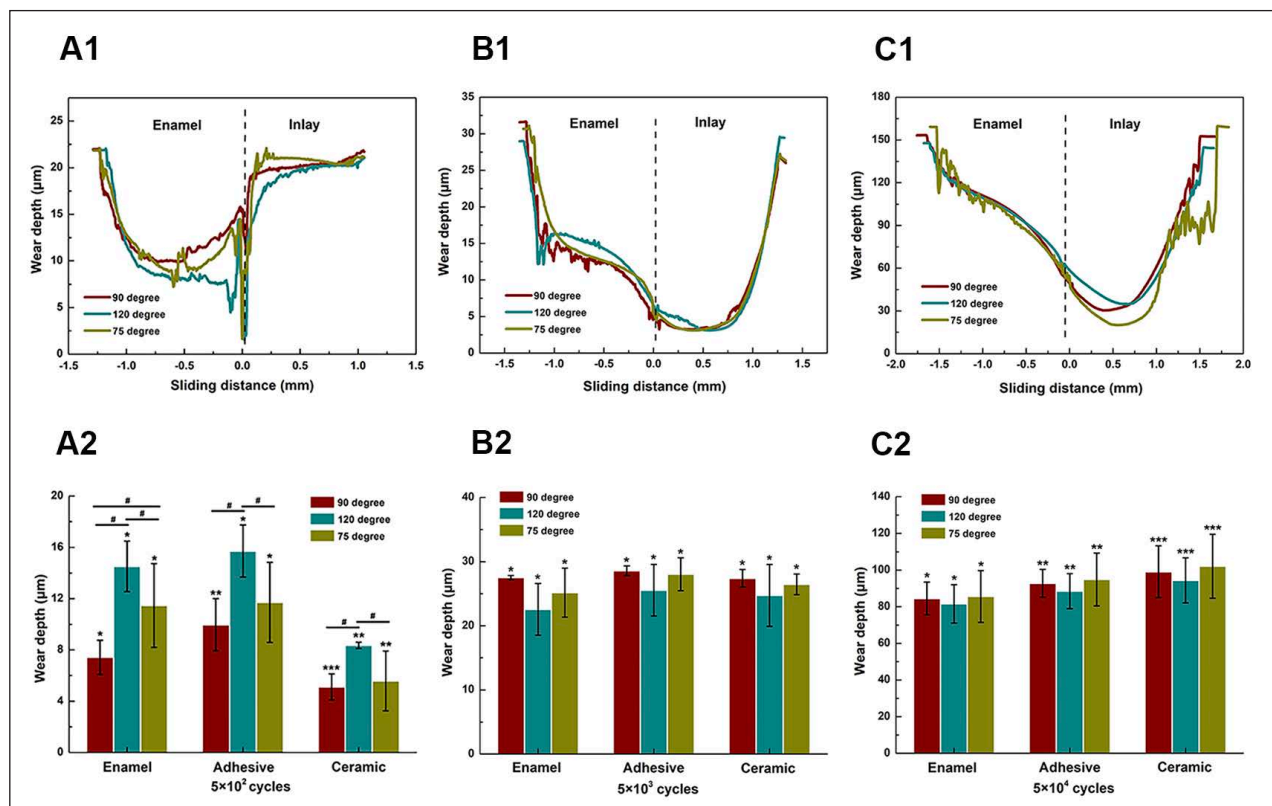 A1
B1
C1
Enamel
Inlay
Wear depth (μm)
25
20
15
10
5
0
90 degree
120 degree
75 degree
-1.5
-1.0
-0.5
0.0
0.5
1.0
1.5
Sliding distance (mm)
Enamel
Inlay
Wear depth (μm)
35
30
25
20
15
10
5
0
90 degree
120 degree
75 degree
-1.5
-1.0
-0.5
0.0
0.5
1.0
1.5
Sliding distance (mm)
Enamel
Inlay
Wear depth (μm)
180
150
120
90
60
30
0
90 degree
120 degree
75 degree
-2.0
-1.5
-1.0
-0.5
0.0
0.5
1.0
1.5
2.0
Sliding distance (mm)
A2
B2
C2
Wear depth (μm)
20
16
12
8
4
0
90 degree
120 degree
75 degree
#
# #
* * *
# #
** * *
# #
*** ** **
Enamel Adhesive Ceramic
5×10² cycles
Wear depth (μm)
40
30
20
10
0
90 degree
120 degree
75 degree
* * *
* * *
* * *
Enamel Adhesive Ceramic
5×10³ cycles
Wear depth (μm)
140
120
100
80
60
40
20
0
90 degree
120 degree
75 degree
* * *
** ** **
*** *** ***
Enamel Adhesive Ceramic
5×10⁴ cycles